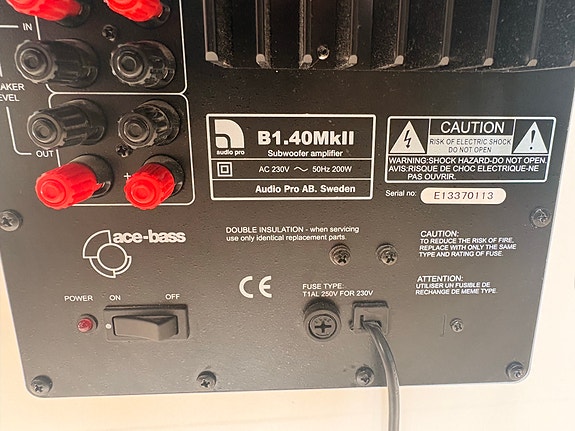 IN
AKER
EVEL
OUT
+
audio pro
B1.40MkII
Subwoofer amplifier
AC 230V ~ 50Hz 200W
Audio Pro AB. Sweden
CAUTION
RISK OF ELECTRIC SHOCK
DO NOT OPEN
WARNING:SHOCK HAZARD-DO NOT OPEN.
AVIS:RISQUE DE CHOC ELECTRIQUE-NE
PAS OUVRIR.
Serial no: E13370113
ace-bass
DOUBLE INSULATION - when servicing
use only identical replacement parts.
CAUTION:
TO REDUCE THE RISK OF FIRE,
REPLACE WITH ONLY THE SAME
TYPE AND RATING OF FUSE.
ATTENTION:
UTILISER UN FUSIBLE DE
RECHANGE DE MEME TYPE.
CE
FUSE TYPE:
T1AL 250V FOR 230V
POWER ON OFF